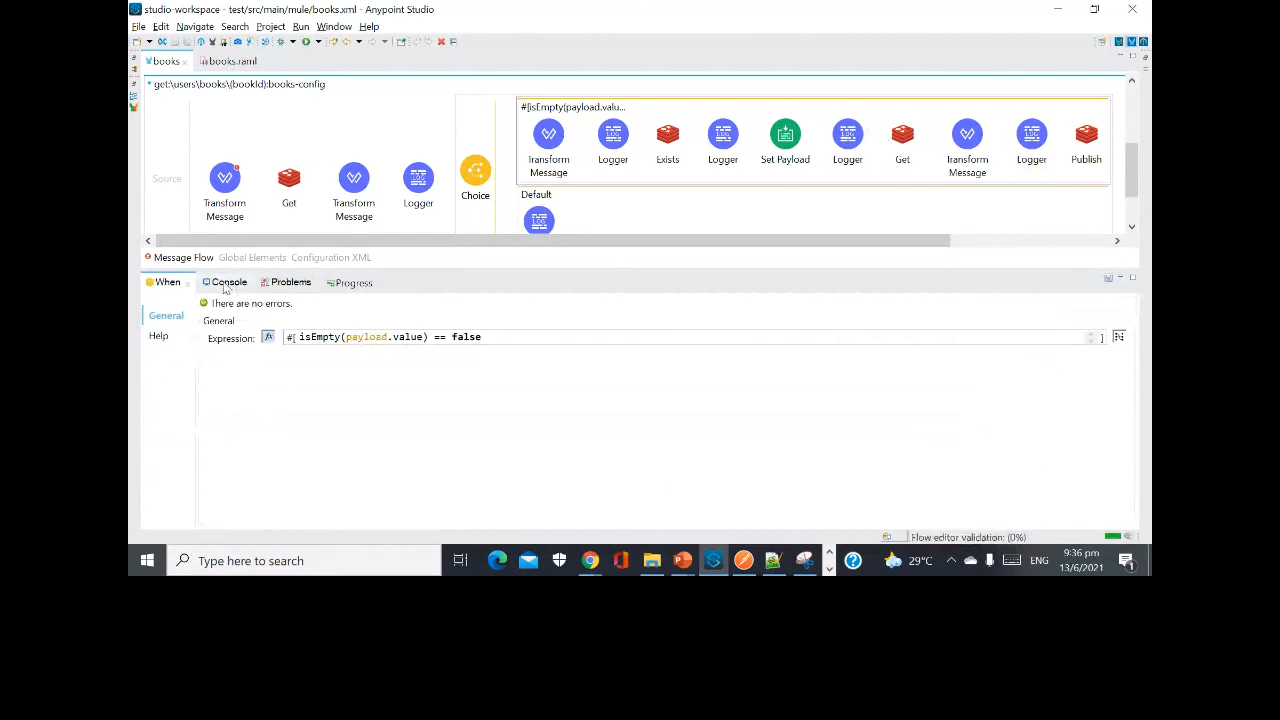 studio-workspace - test/src/main/mule/books.xml - Anypoint Studio
File Edit Navigate Search Project Run Window Help
books books.raml
get:\users\books\(bookId):books-config
#[isEmpty(payload.valu...
Transform Message
Logger
Exists
Logger
Set Payload
Logger
Get
Transform Message
Logger
Publish
Source
Transform Message
Get
Transform Message
Logger
Choice
Default
Message Flow Global Elements Configuration XML
When Console Problems Progress
There are no errors.
General
General
Expression: fx #[ isEmpty(payload.value) == false ]
Help
Flow editor validation: (0%)
Type here to search
29°C
ENG
9:36 pm
13/6/2021
1